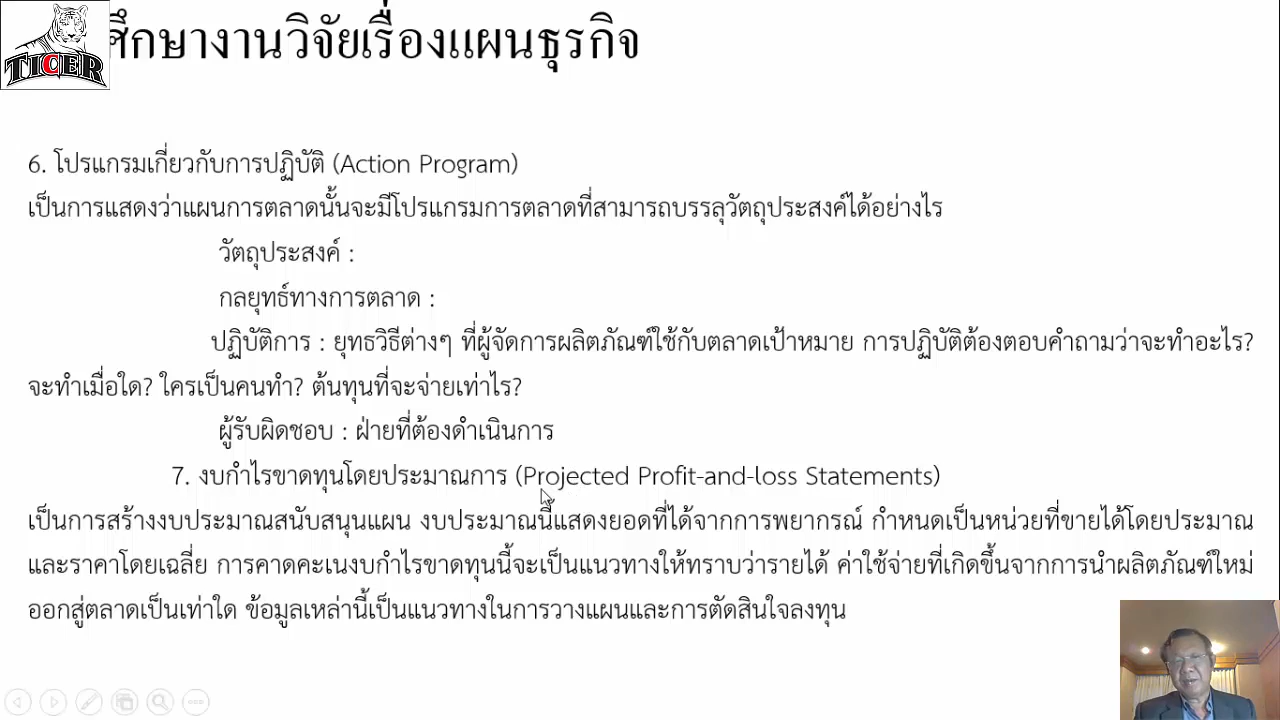 TICER
ศึกษางานวิจัยเรื่องแผนธุรกิจ
6. โปรแกรมเกี่ยวกับการปฏิบัติ (Action Program)
เป็นการแสดงว่าแผนการตลาดนั้นจะมีโปรแกรมการตลาดที่สามารถบรรลุวัตถุประสงค์ได้อย่างไร
วัตถุประสงค์ :
กลยุทธ์ทางการตลาด :
ปฏิบัติการ : ยุทธวิธีต่างๆ ที่ผู้จัดการผลิตภัณฑ์ใช้กับตลาดเป้าหมาย การปฏิบัติต้องตอบคำถามว่าจะทำอะไร?
จะทำเมื่อใด? ใครเป็นคนทำ? ต้นทุนที่จะจ่ายเท่าไร?
ผู้รับผิดชอบ : ฝ่ายที่ต้องดำเนินการ
7. งบกำไรขาดทุนโดยประมาณการ (Projected Profit-and-loss Statements)
เป็นการสร้างงบประมาณสนับสนุนแผน งบประมาณนี้แสดงยอดที่ได้จากการพยากรณ์ กำหนดเป็นหน่วยที่ขายได้โดยประมาณ
และราคาโดยเฉลี่ย การคาดคะเนงบกำไรขาดทุนนี้จะเป็นแนวทางให้ทราบว่ารายได้ ค่าใช้จ่ายที่เกิดขึ้นจากการนำผลิตภัณฑ์ใหม่
ออกสู่ตลาดเป็นเท่าใด ข้อมูลเหล่านี้เป็นแนวทางในการวางแผนและการตัดสินใจลงทุน